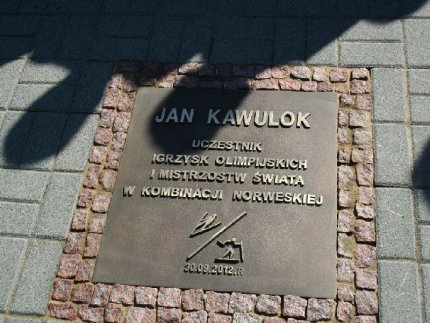 JAN KAWULOK
UCZESTNIK
IGRZYSK OLIMPIJSKICH
I MISTRZOSTW ŚWIATA
W KOMBINACJI NORWESKIEJ
30.09.2012.R